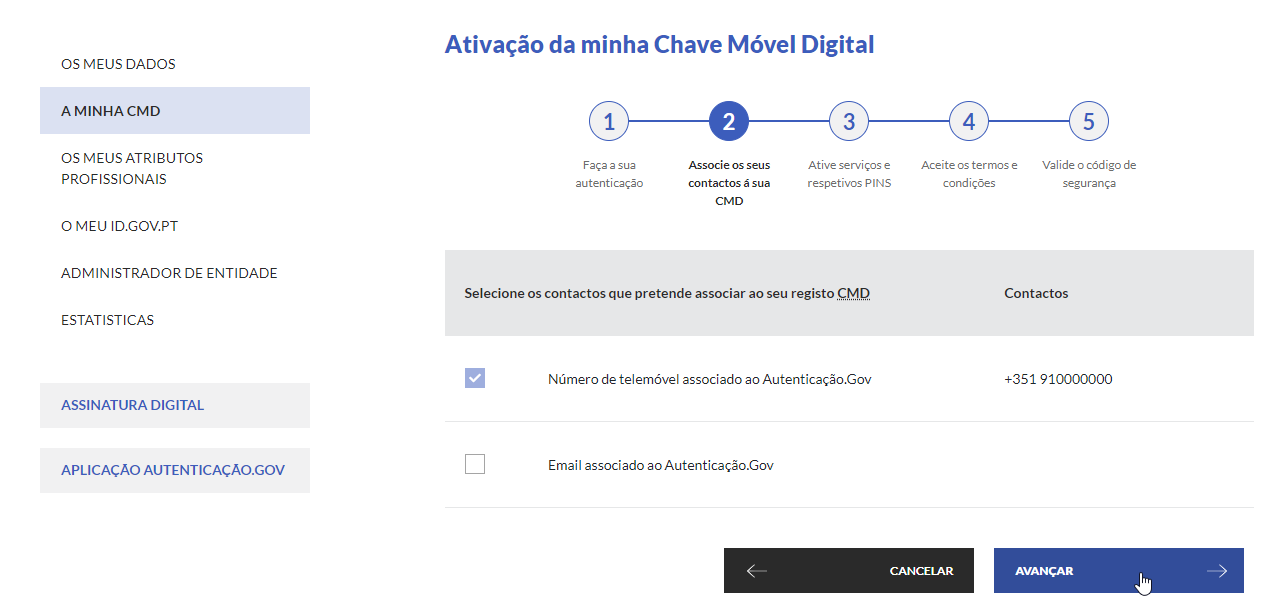 OS MEUS DADOS
A MINHA CMD
OS MEUS ATRIBUTOS
PROFISSIONAIS
O MEU ID.GOV.PT
ADMINISTRADOR DE ENTIDADE
ESTATISTICAS
ASSINATURA DIGITAL
APLICAÇÃO AUTENTICAÇÃO.GOV
Ativação da minha Chave Móvel Digital
1
Faça a sua
autenticação
2
Associe os seus
contactos á sua
CMD
3
Ative serviços e
respetivos PINS
4
Aceite os termos e
condições
5
Valide o código de
segurança
Selecione os contactos que pretende associar ao seu registo CMD
Contactos
Número de telemóvel associado ao Autenticação.Gov
+351 910000000
Email associado ao Autenticação.Gov
CANCELAR
AVANÇAR